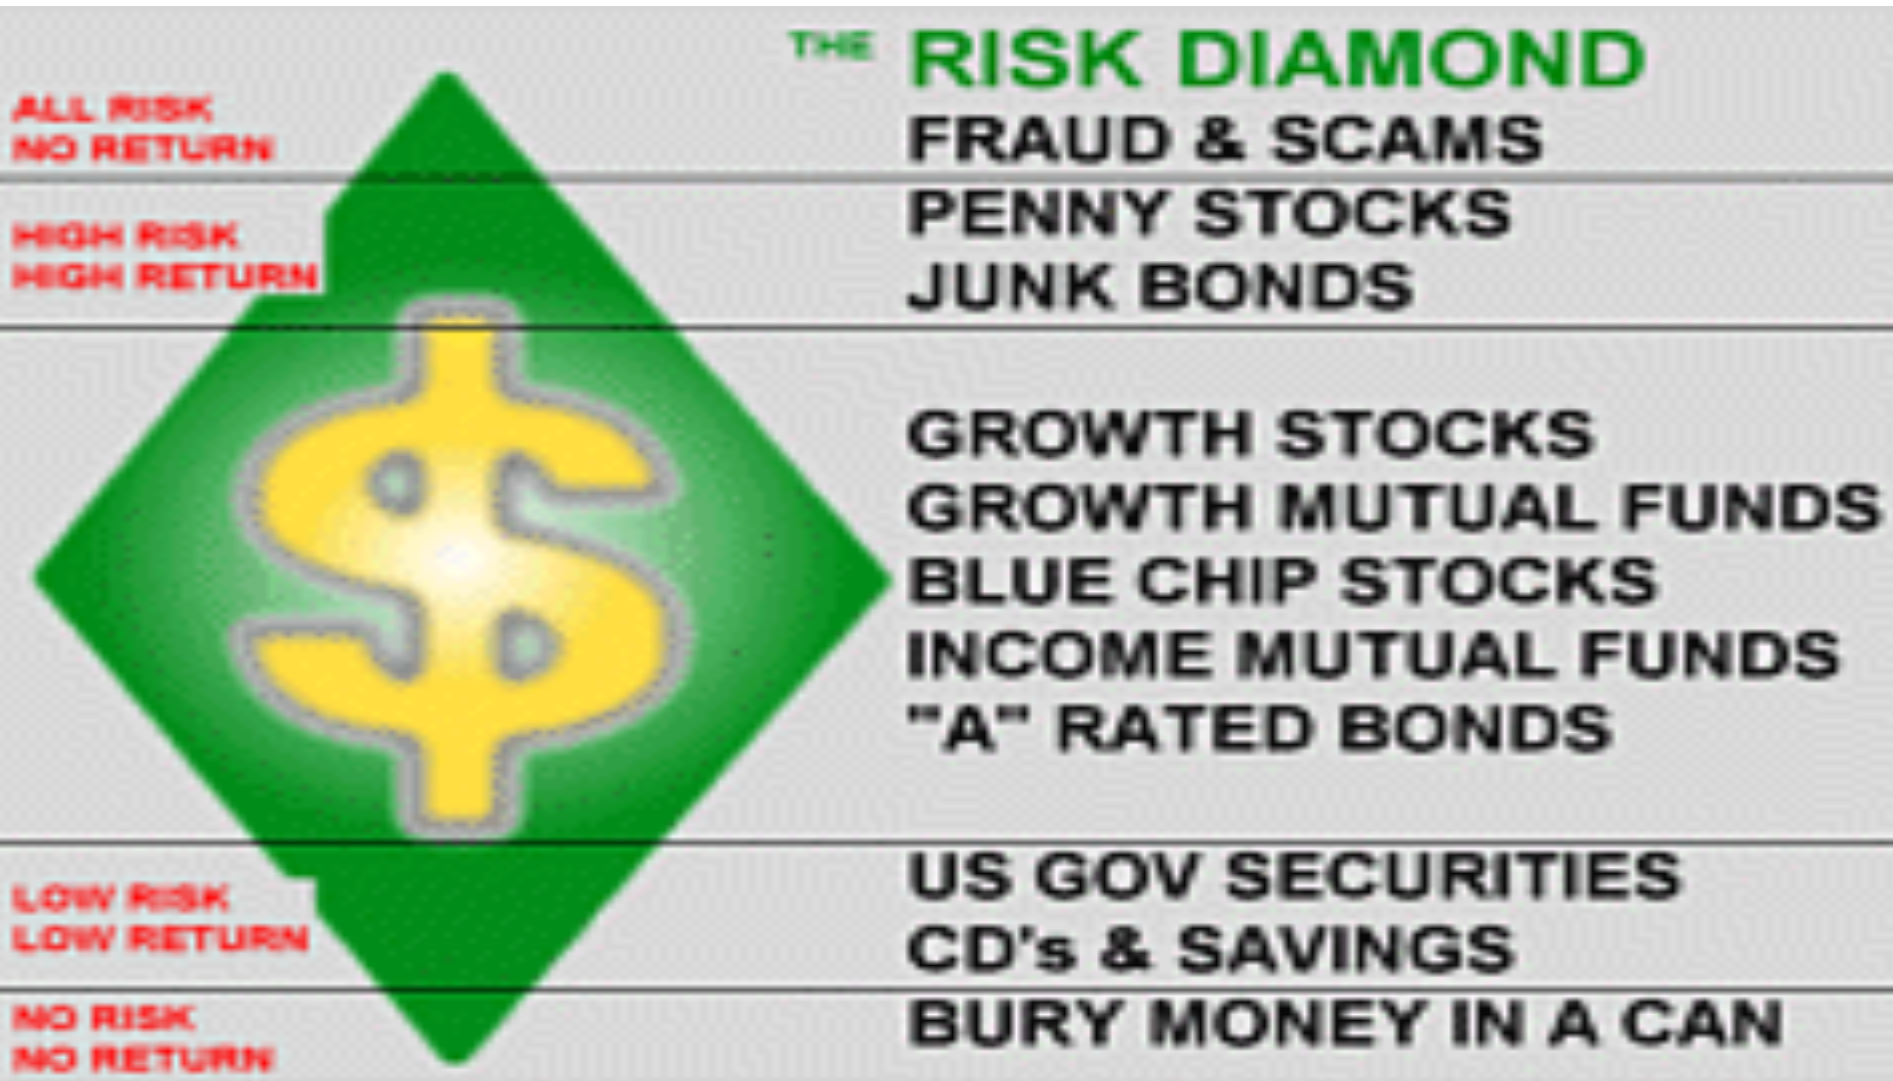 THE RISK DIAMOND
ALL RISK
NO RETURN
FRAUD & SCAMS
HIGH RISK
HIGH RETURN
PENNY STOCKS
JUNK BONDS
$
GROWTH STOCKS
GROWTH MUTUAL FUNDS
BLUE CHIP STOCKS
INCOME MUTUAL FUNDS
"A" RATED BONDS
LOW RISK
LOW RETURN
US GOV SECURITIES
CD's & SAVINGS
NO RISK
NO RETURN
BURY MONEY IN A CAN